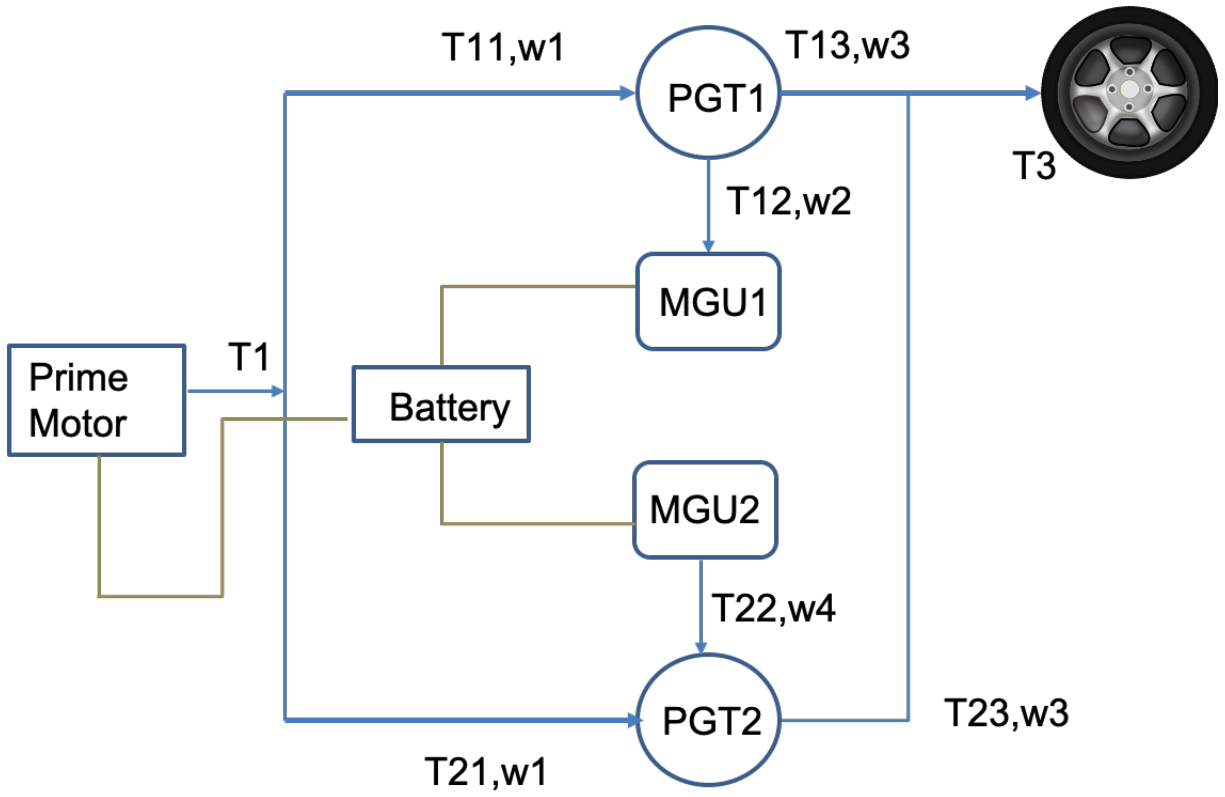 T11,w1
T13,w3
PGT1
T3
T12,w2
MGU1
T1
Prime
Motor
Battery
MGU2
T22,w4
PGT2
T23,w3
T21,w1